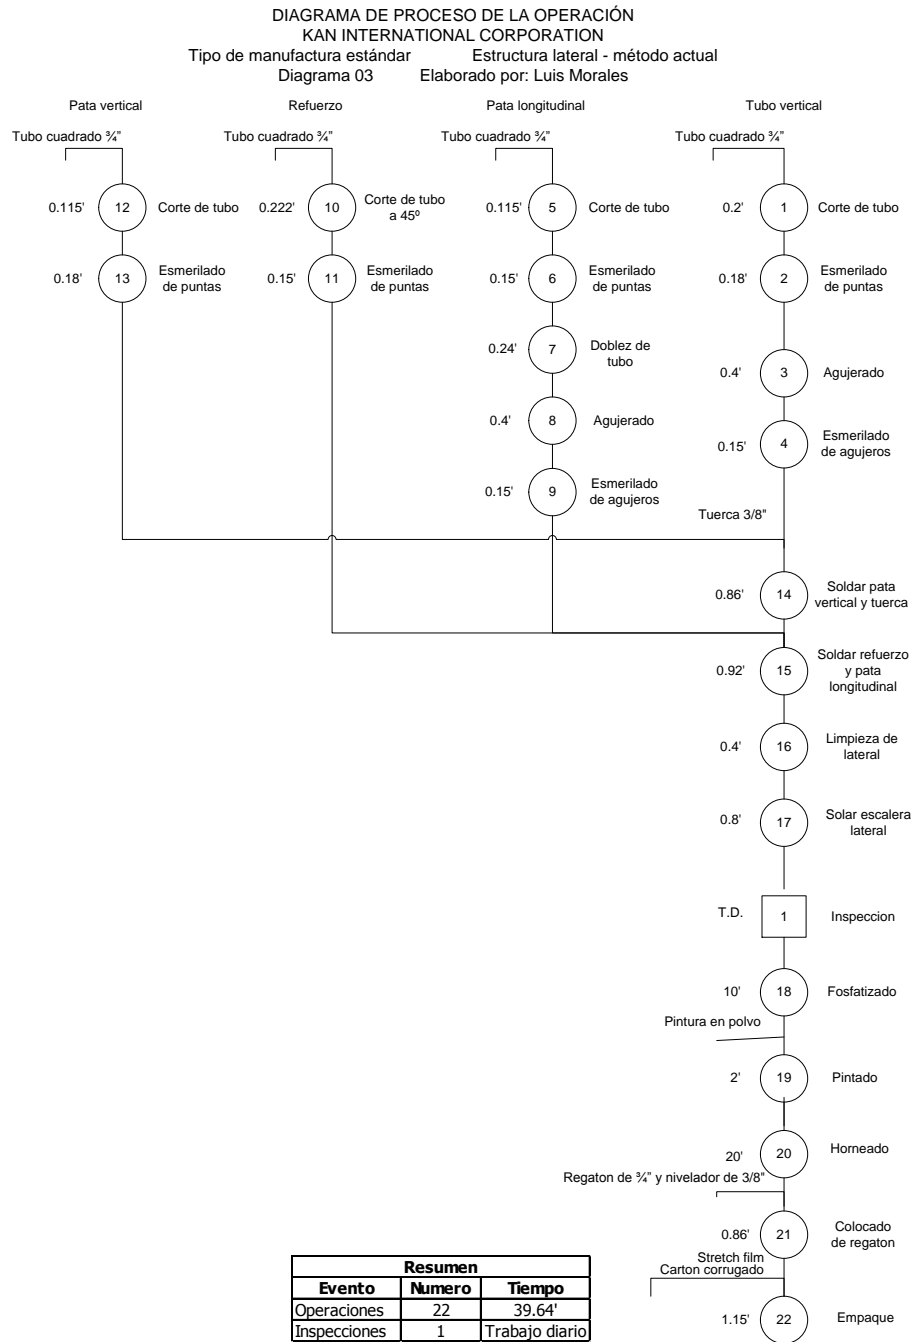 DIAGRAMA DE PROCESO DE LA OPERACIÓN
KAN INTERNATIONAL CORPORATION
Tipo de manufactura estándar Estructura lateral - método actual
Diagrama 03 Elaborado por: Luis Morales
Pata vertical Refuerzo Pata longitudinal Tubo vertical
Tubo cuadrado ¾" Tubo cuadrado ¾" Tubo cuadrado ¾" Tubo cuadrado ¾"
0.115' 12 Corte de tubo
0.222' 10 Corte de tubo
a 45º
0.115' 5 Corte de tubo
0.2' 1 Corte de tubo
0.18' 13 Esmerilado
de puntas
0.15' 11 Esmerilado
de puntas
0.15' 6 Esmerilado
de puntas
0.18' 2 Esmerilado
de puntas
0.24' 7 Doblez de
tubo
0.4' 3 Agujerado
0.4' 8 Agujerado
0.15' 4 Esmerilado
de agujeros
0.15' 9 Esmerilado
de agujeros
Tuerca 3/8"
0.86' 14 Soldar pata
vertical y tuerca
0.92' 15 Soldar refuerzo
y pata
longitudinal
0.4' 16 Limpieza de
lateral
0.8' 17 Solar escalera
lateral
T.D. 1 Inspeccion
10' 18 Fosfatizado
Pintura en polvo
2' 19 Pintado
20' 20 Horneado
Regaton de ¾" y nivelador de 3/8"
0.86' 21 Colocado
de regaton
Stretch film
Carton corrugado
1.15' 22 Empaque
Resumen
Evento Numero Tiempo
Operaciones 22 39.64'
Inspecciones 1 Trabajo diario